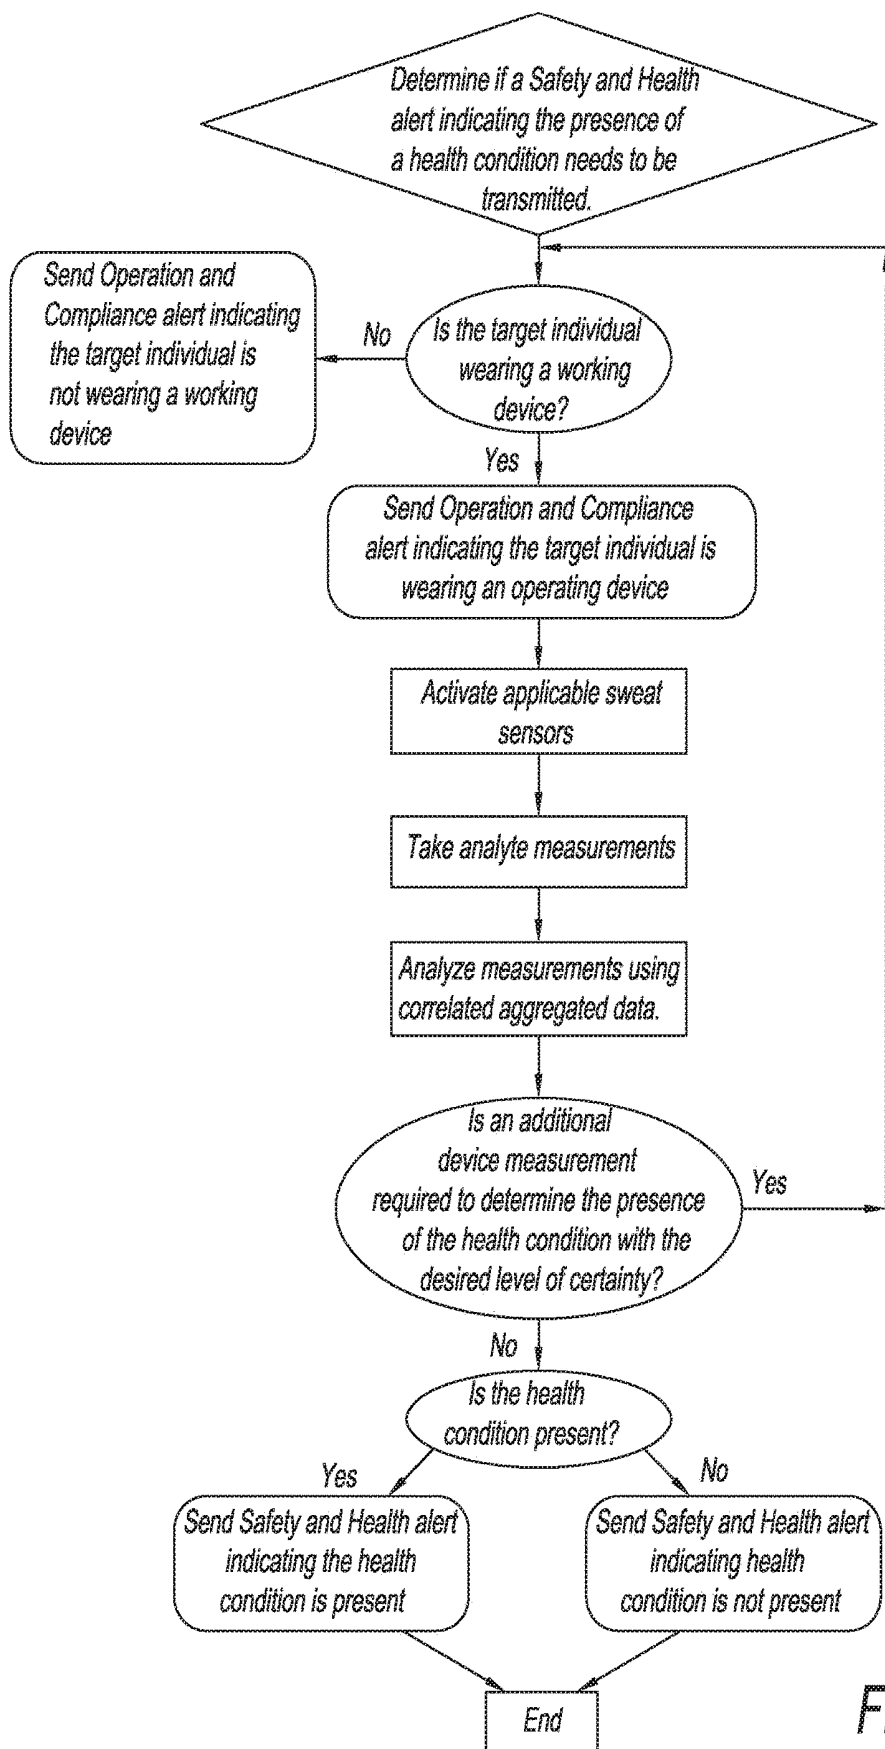 Determine if a Safety and Health
alert indicating the presence of
a health condition needs to be
transmitted.
Send Operation and
Compliance alert indicating
the target individual is
not wearing a working
device
No
Is the target individual
wearing a working
device?
Yes
Send Operation and Compliance
alert indicating the target individual is
wearing an operating device
Activate applicable sweat
sensors
Take analyte measurements
Analyze measurements using
correlated aggregated data.
Is an additional
device measurement
required to determine the presence
of the health condition with the
desired level of certainty?
Yes
No
Is the health
condition present?
Yes
No
Send Safety and Health alert
indicating the health
condition is present
Send Safety and Health alert
indicating health
condition is not present
End